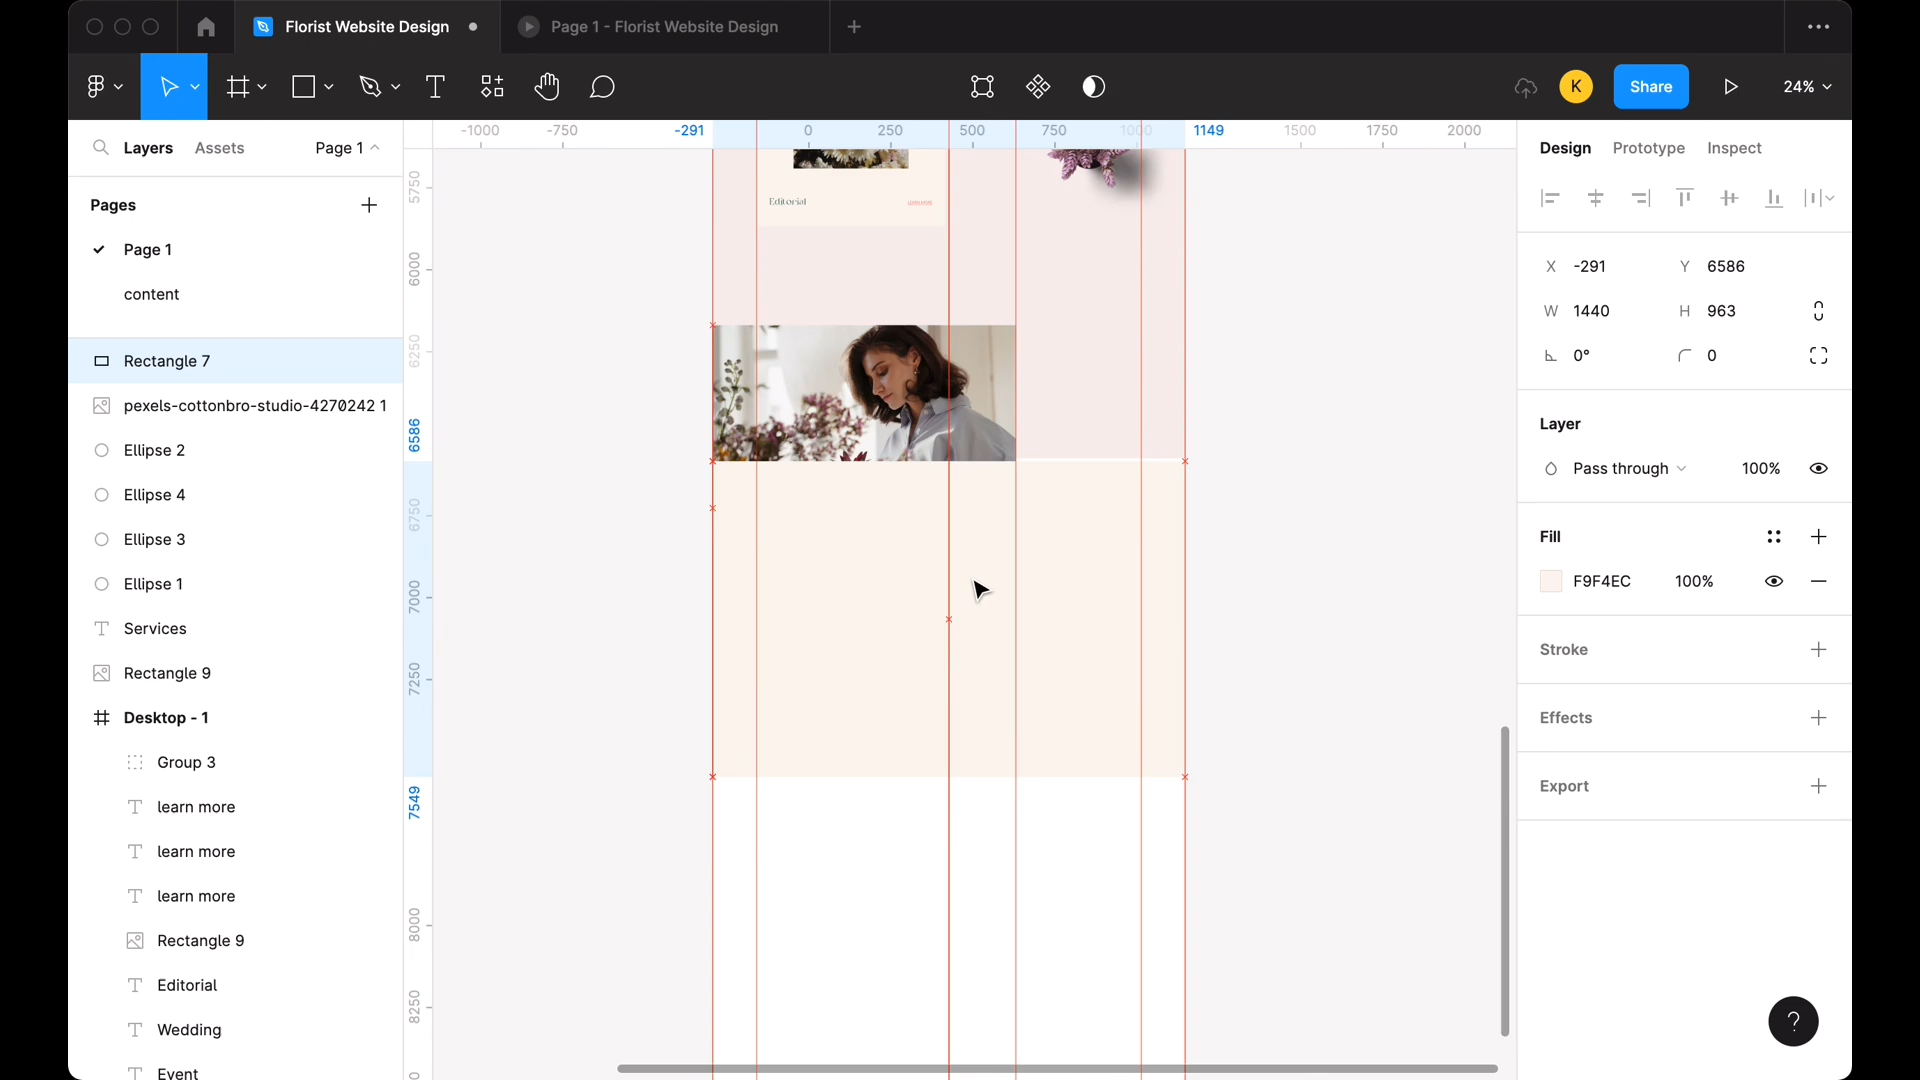 Florist Website Design
Page 1 - Florist Website Design
K
Share
24%
Layers
Assets
Page 1
Pages
Page 1
content
Rectangle 7
pexels-cottonbro-studio-4270242 1
Ellipse 2
Ellipse 4
Ellipse 3
Ellipse 1
Services
Rectangle 9
Desktop - 1
Group 3
learn more
learn more
learn more
Rectangle 9
Editorial
Wedding
Event
-1000
-750
-291
0
250
500
750
1000
1149
1500
1750
2000
5750
6000
6250
6586
6750
7000
7250
7549
8000
8250
Editorial
Design
Prototype
Inspect
X -291
Y 6586
W 1440
H 963
0°
0
Layer
Pass through
100%
Fill
F9F4EC
100%
Stroke
Effects
Export
?